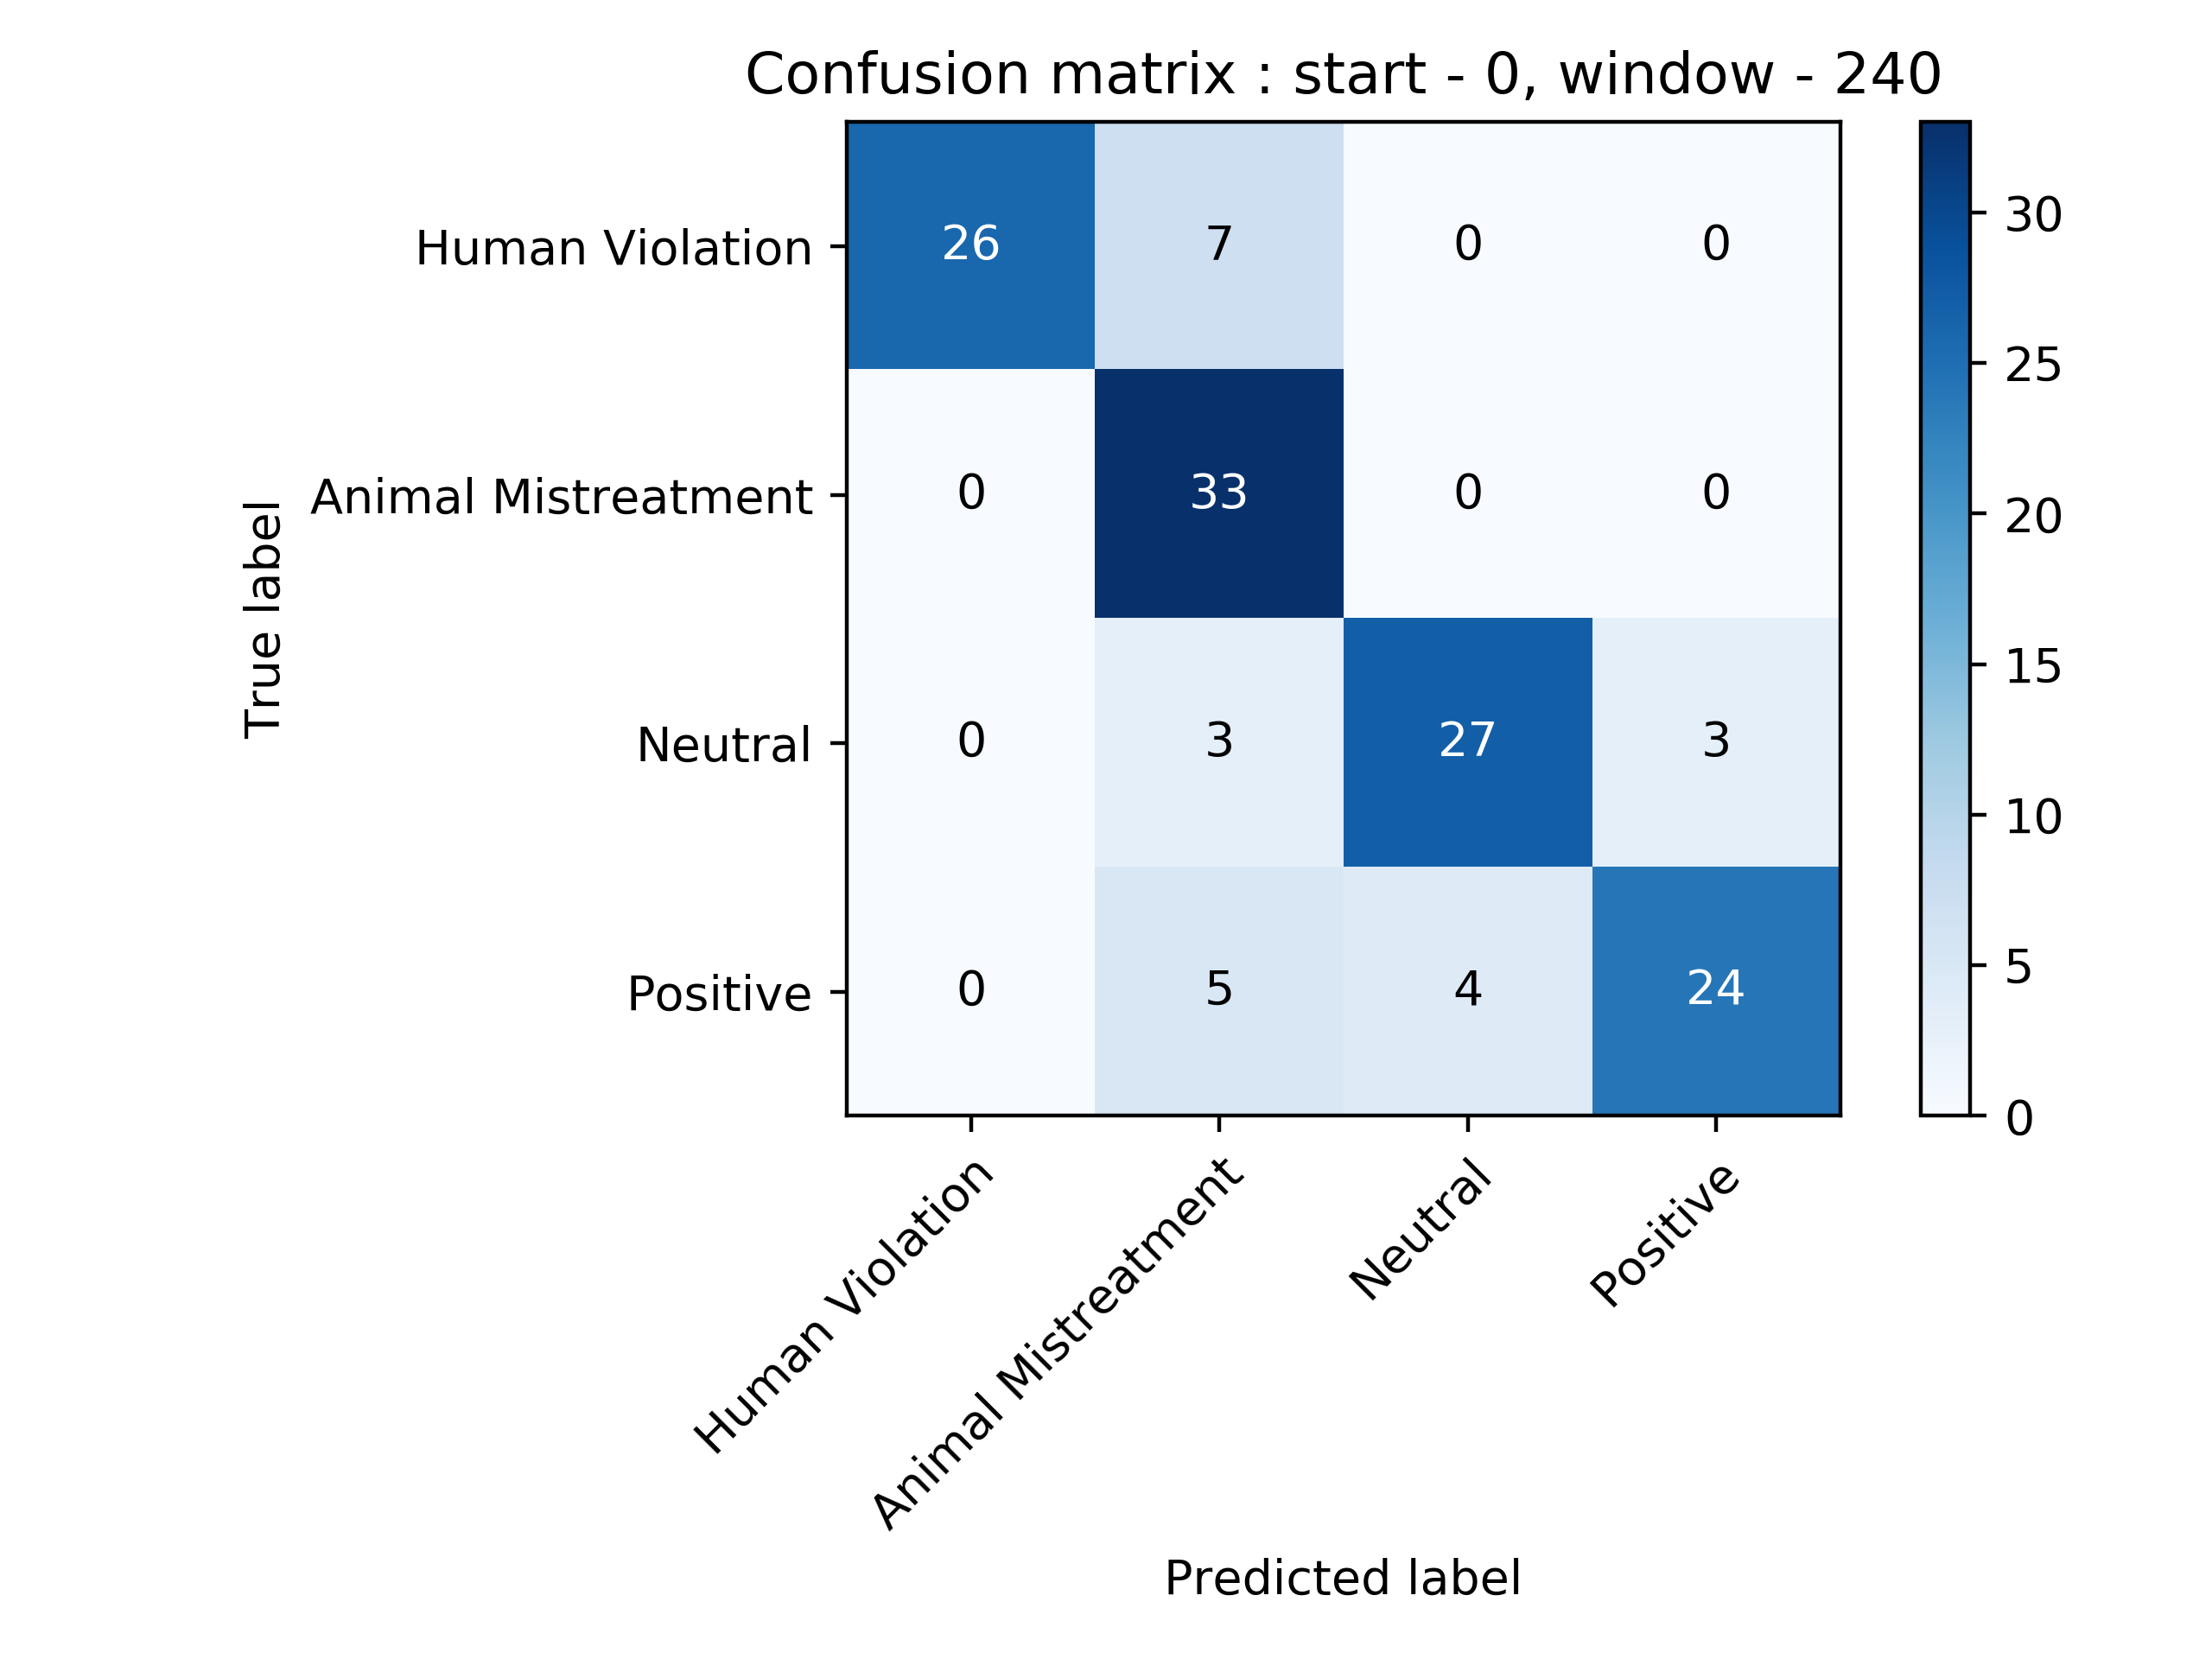 Confusion matrix : start - 0, window - 240
Human Violation 26 7 0 0
Animal Mistreatment 0 33 0 0
Neutral 0 3 27 3
Positive 0 5 4 24
True label
Human Violation
Animal Mistreatment
Neutral
Positive
Predicted label
30
25
20
15
10
5
0